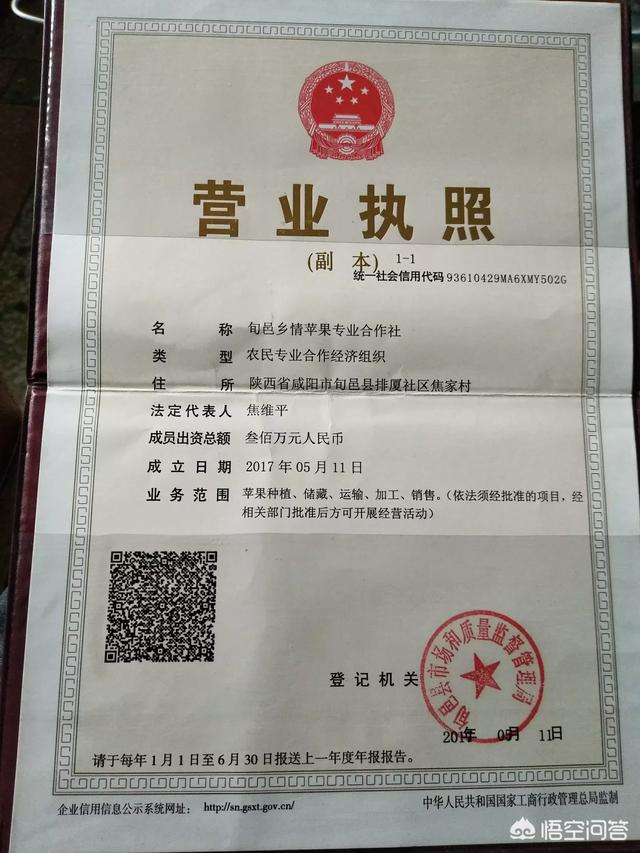 营业执照
(副 本) 1-1
统一社会信用代码 93610429MA6XMY502G
名 称 旬邑乡情苹果专业合作社
类 型 农民专业合作经济组织
住 所 陕西省咸阳市旬邑县排厦社区焦家村
法定代表人 焦维平
成员出资总额 叁佰万元人民币
成立日期 2017年05月11日
业务范围 苹果种植、储藏、运输、加工、销售。(依法须经批准的项目,经
相关部门批准后方可开展经营活动)
旬邑县市场和质量监督管理局
登记机关
2017年 05月 11日
请于每年1月1日至6月30日报送上一年度年报报告。
企业信用信息公示系统网址: http://sn.gsxt.gov.cn/
中华人民共和国国家工商行政管理总局监制
悟空问答